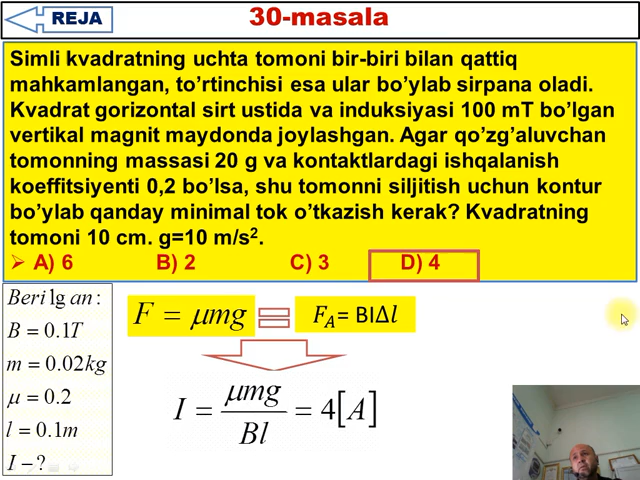 REJA
30-masala
Simli kvadratning uchta tomoni bir-biri bilan qattiq
mahkamlangan, to’rtinchisi esa ular bo’ylab sirpana oladi.
Kvadrat gorizontal sirt ustida va induksiyasi 100 mT bo’lgan
vertikal magnit maydonda joylashgan. Agar qo’zg’aluvchan
tomonning massasi 20 g va kontaktlardagi ishqalanish
koeffitsiyenti 0,2 bo’lsa, shu tomonni siljitish uchun kontur
bo’ylab qanday minimal tok o’tkazish kerak? Kvadratning
tomoni 10 cm. g=10 m/s².
➢ A) 6 B) 2 C) 3 D) 4
Berilgan:
B = 0.1T
m = 0.02kg
μ = 0.2
l = 0.1m
I − ?
F = μmg = F_A= BIΔl
I = μmg / Bl = 4[A]